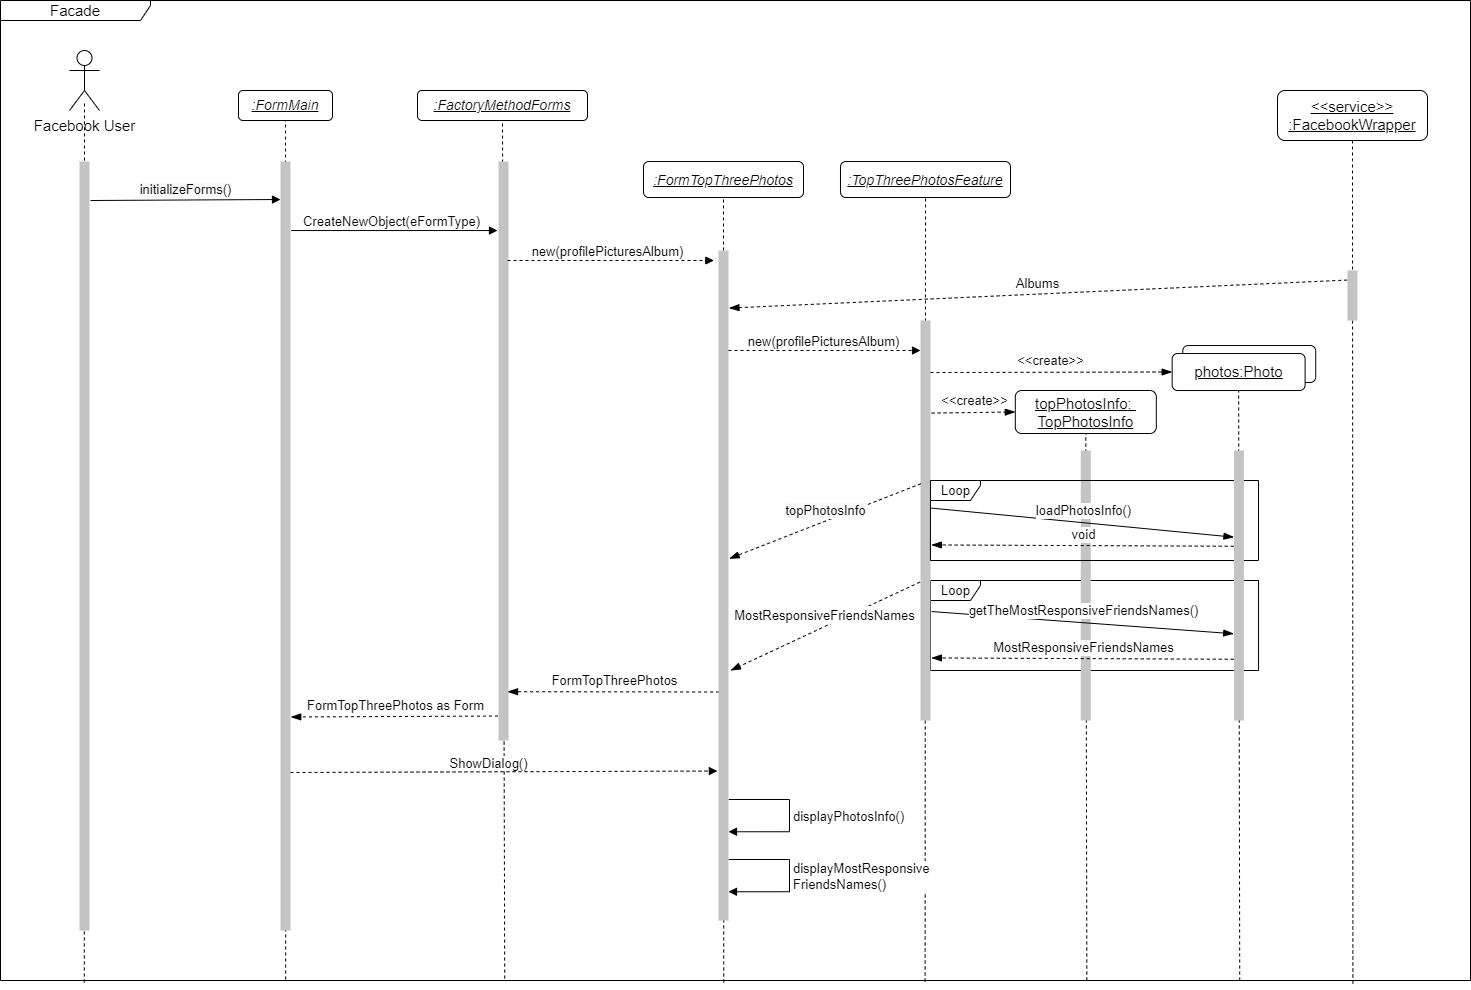 Facade
Facebook User
:FormMain
:FactoryMethodForms
<<service>>
:FacebookWrapper
:FormTopThreePhotos
:TopThreePhotosFeature
initializeForms()
CreateNewObject(eFormType)
new(profilePicturesAlbum)
Albums
new(profilePicturesAlbum)
<<create>>
photos:Photo
<<create>>
topPhotosInfo:
TopPhotosInfo
Loop
topPhotosInfo
loadPhotosInfo()
void
Loop
MostResponsiveFriendsNames
getTheMostResponsiveFriendsNames()
MostResponsiveFriendsNames
FormTopThreePhotos
FormTopThreePhotos as Form
ShowDialog()
displayPhotosInfo()
displayMostResponsive
FriendsNames()